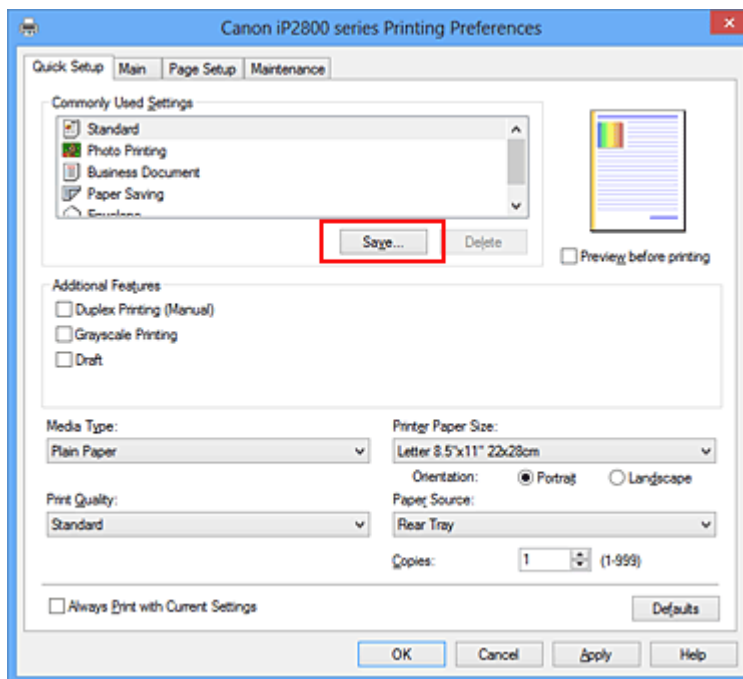 Canon iP2800 series Printing Preferences
Quick Setup Main Page Setup Maintenance
Commonly Used Settings
Standard
Photo Printing
Business Document
Paper Saving
Envelope
Save... Delete
Preview before printing
Additional Features
Duplex Printing (Manual)
Grayscale Printing
Draft
Media Type: Printer Paper Size:
Plain Paper Letter 8.5"x11" 22x28cm
Orientation: Portrait Landscape
Print Quality: Paper Source:
Standard Rear Tray
Copies: 1 (1-999)
Always Print with Current Settings Defaults
OK Cancel Apply Help